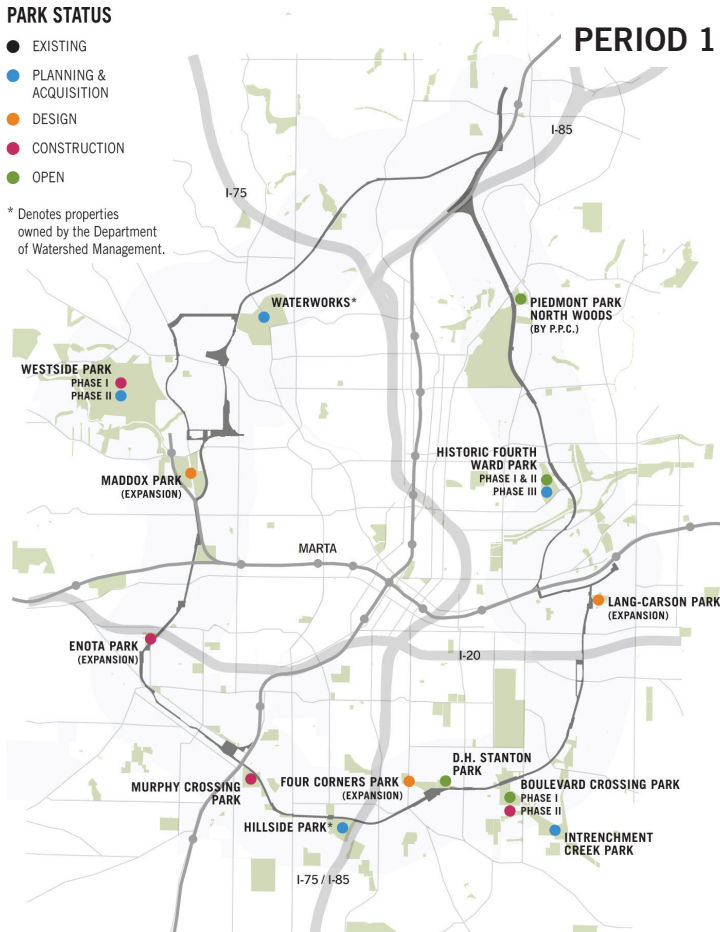 PARK STATUS
EXISTING
PLANNING &
ACQUISITION
DESIGN
CONSTRUCTION
OPEN
* Denotes properties
owned by the Department
of Watershed Management.
PERIOD 1
I-85
I-75
WATERWORKS*
PIEDMONT PARK
NORTH WOODS
(BY P.P.C.)
WESTSIDE PARK
PHASE I
PHASE II
HISTORIC FOURTH
WARD PARK
PHASE I & II
PHASE III
MADDOX PARK
(EXPANSION)
MARTA
LANG-CARSON PARK
(EXPANSION)
ENOTA PARK
(EXPANSION)
I-20
D.H. STANTON
PARK
FOUR CORNERS PARK
(EXPANSION)
MURPHY CROSSING
PARK
BOULEVARD CROSSING PARK
PHASE I
PHASE II
HILLSIDE PARK*
INTRENCHMENT
CREEK PARK
I-75 / I-85